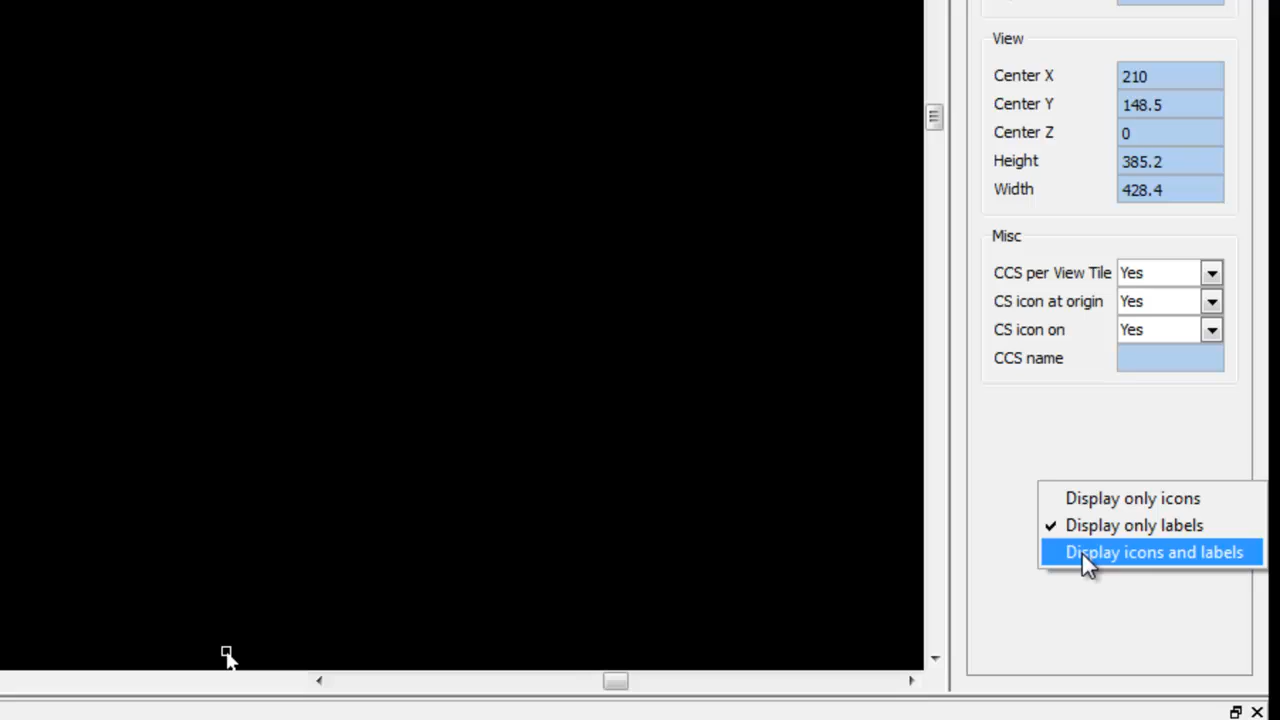 View
Center X 210
Center Y 148.5
Center Z 0
Height 385.2
Width 428.4
Misc
CCS per View Tile Yes
CS icon at origin Yes
CS icon on Yes
CCS name
Display only icons
Display only labels
Display icons and labels